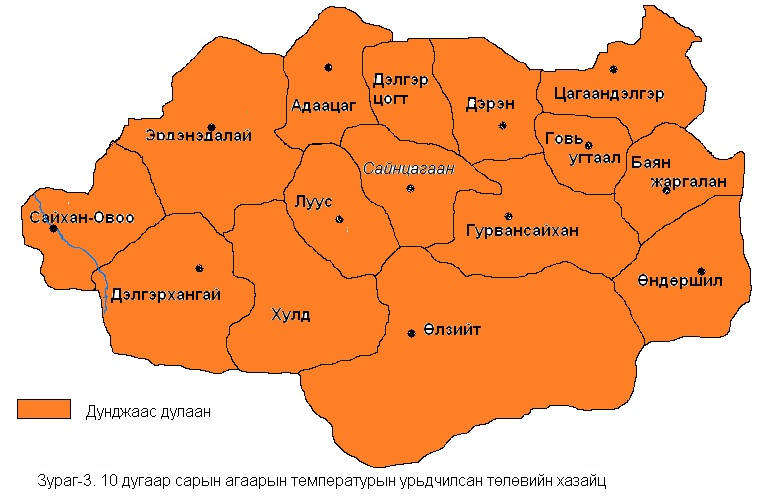 Дэлгэр
цогт
Адаацаг
Дэрэн
Цагаандэлгэр
Эрдэнэдалай
Говь
угтаал
Баян
жаргалан
Сайнцагаан
Луус
Сайхан-Овоо
Гурвансайхан
Дэлгэрхангай
Өндөршил
Хулд
Өлзийт
Дунджаас дулаан
Зураг-3. 10 дугаар сарын агаарын температурын урьдчилсан төлөвийн хазайц